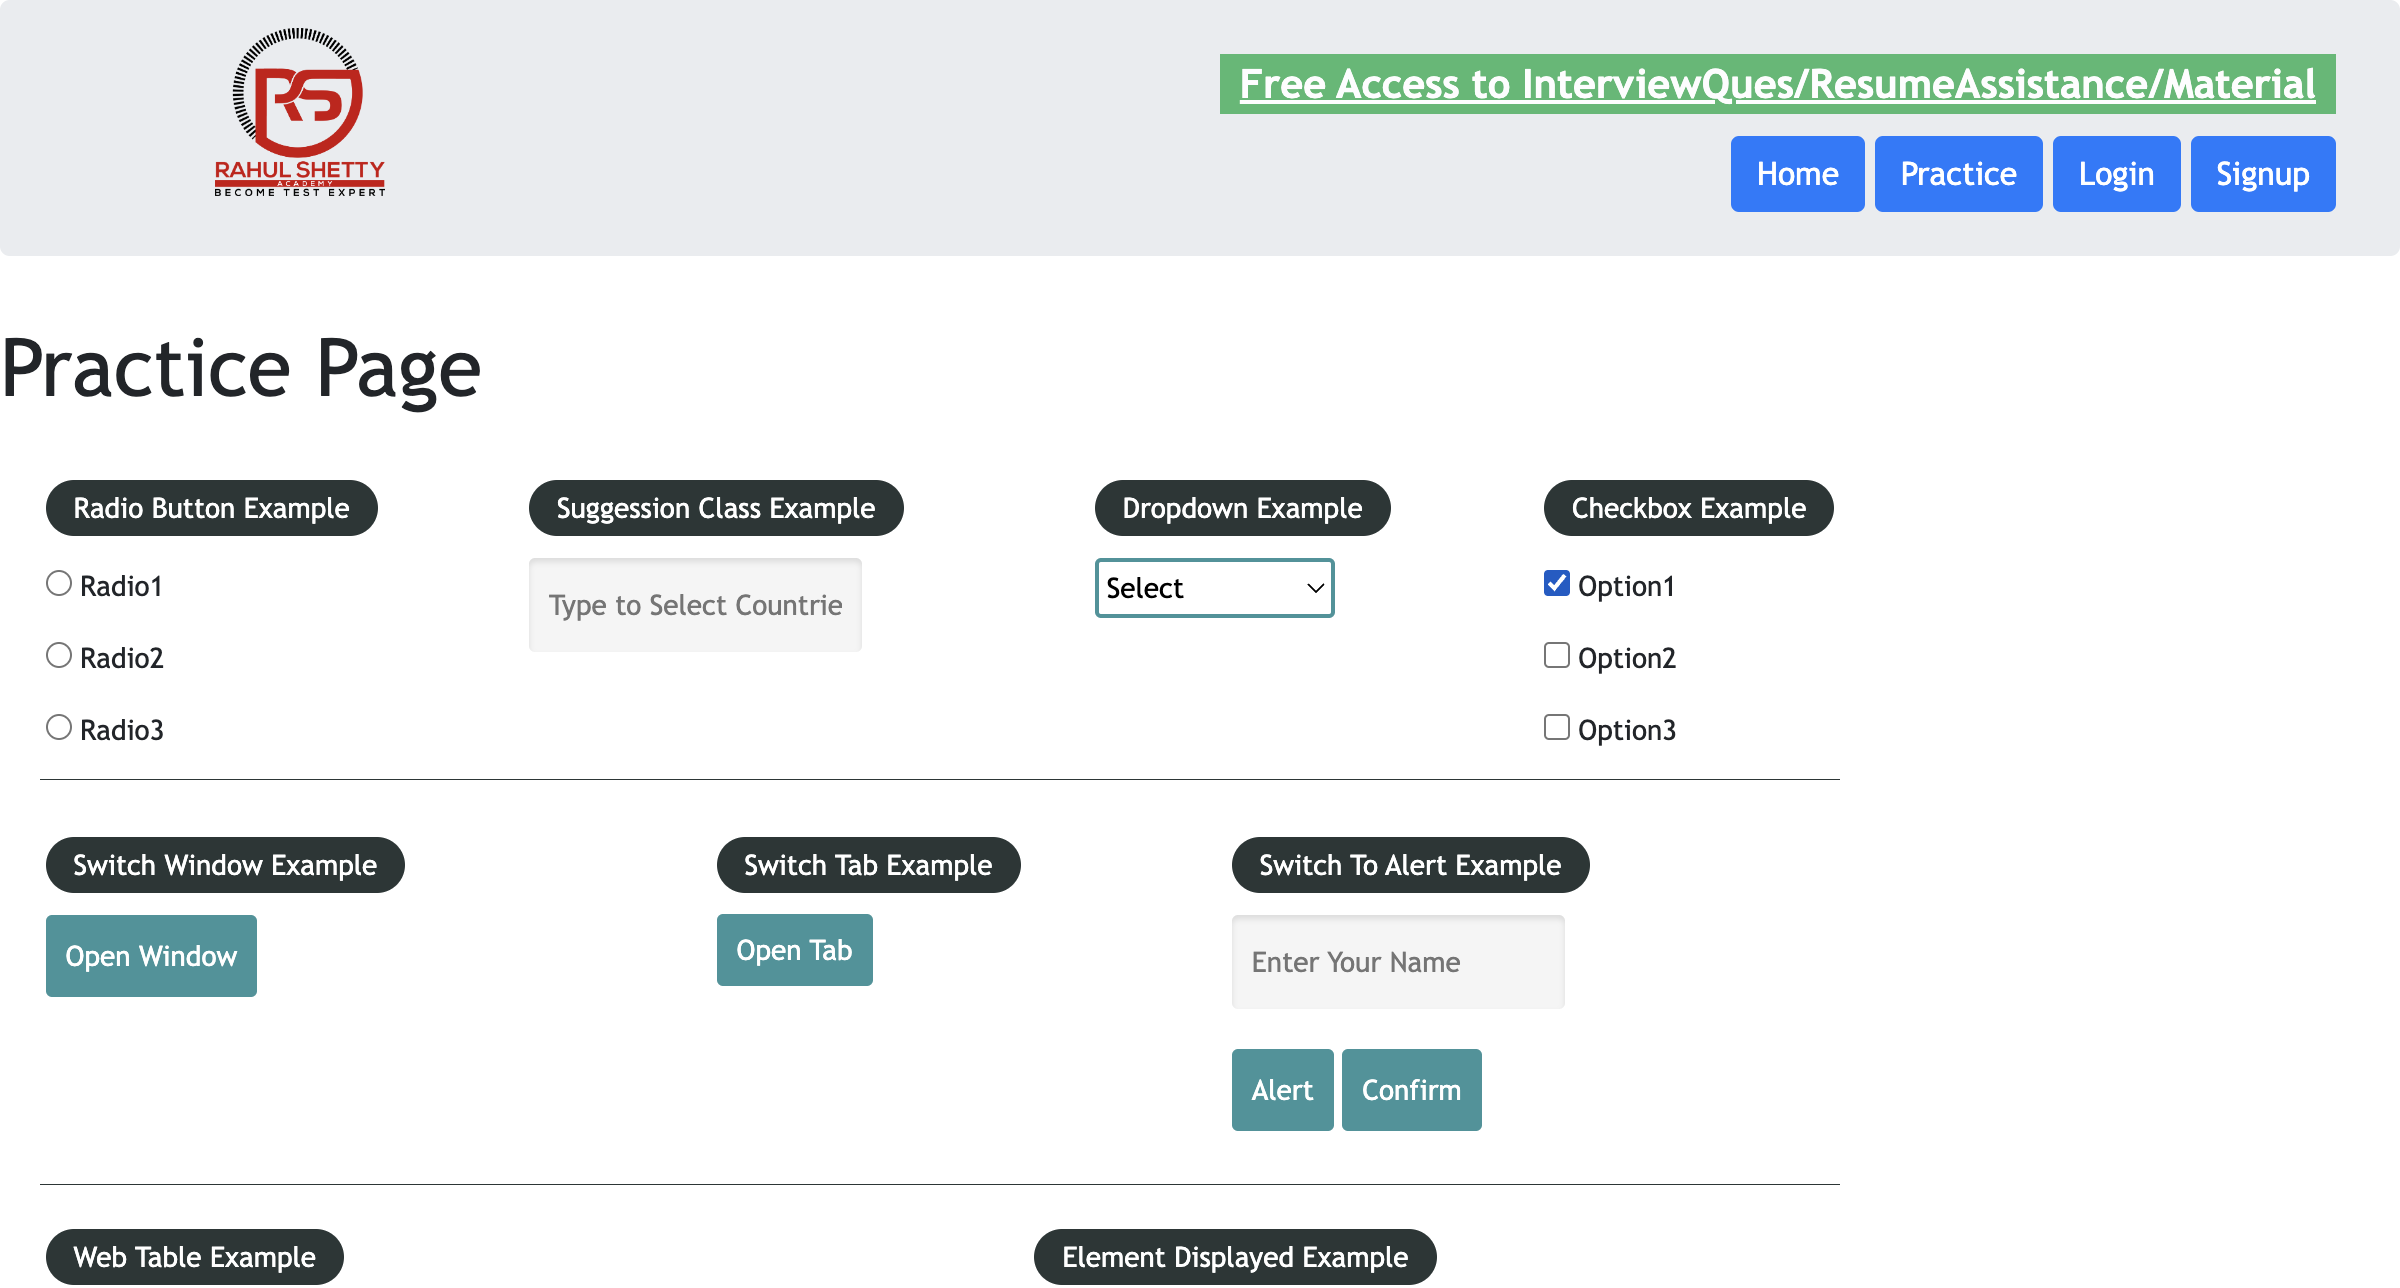 RAHUL SHETTY
ACADEMY
BECOME TEST EXPERT
Free Access to InterviewQues/ResumeAssistance/Material
Home Practice Login Signup
Practice Page
Radio Button Example
Radio1
Radio2
Radio3
Suggession Class Example
Type to Select Countrie
Dropdown Example
Select
Checkbox Example
Option1
Option2
Option3
Switch Window Example
Open Window
Switch Tab Example
Open Tab
Switch To Alert Example
Enter Your Name
Alert Confirm
Web Table Example
Element Displayed Example